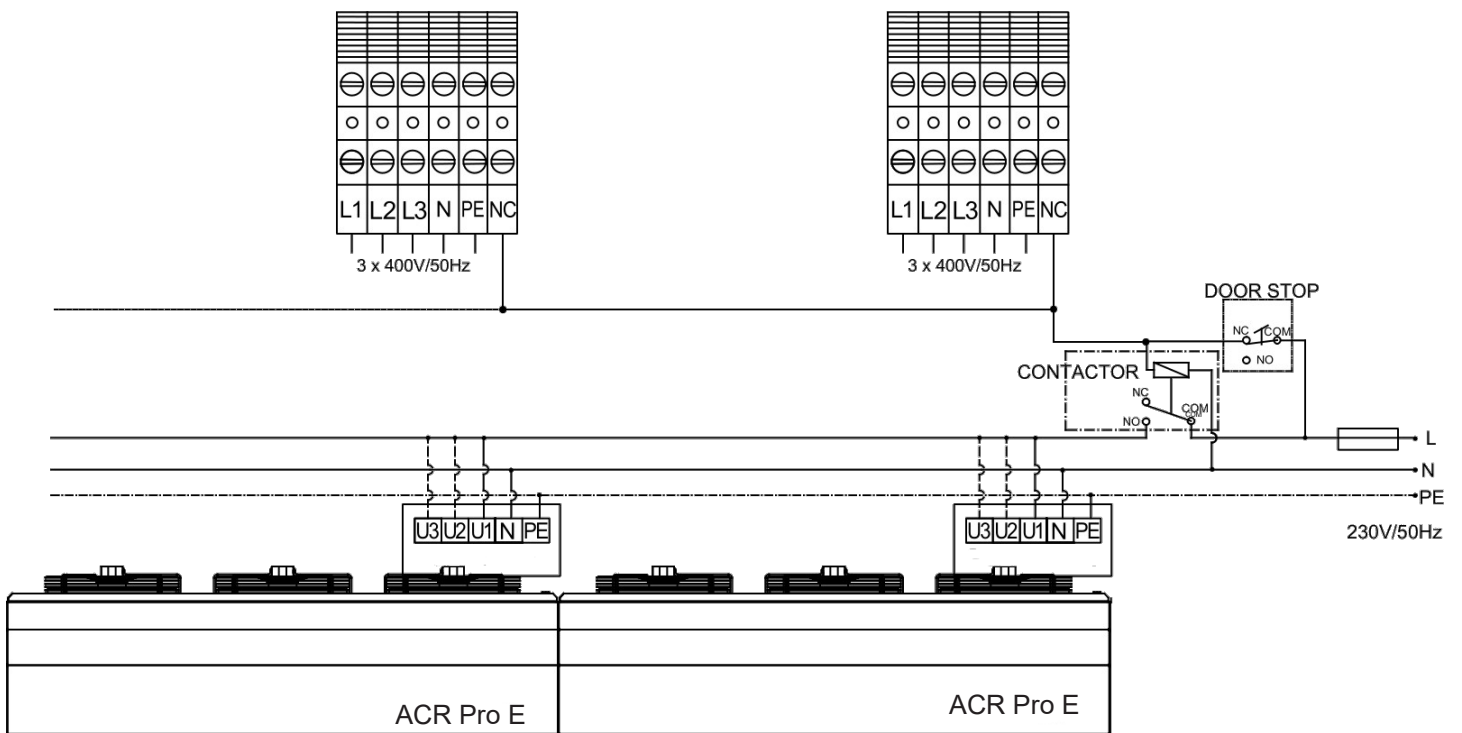 L1 L2 L3 N PE NC
3 x 400V/50Hz
L1 L2 L3 N PE NC
3 x 400V/50Hz
DOOR STOP
NC COM
NO
CONTACTOR
NC
COM
COM
NO
L
N
PE
230V/50Hz
U3 U2 U1 N PE
U3 U2 U1 N PE
ACR Pro E
ACR Pro E